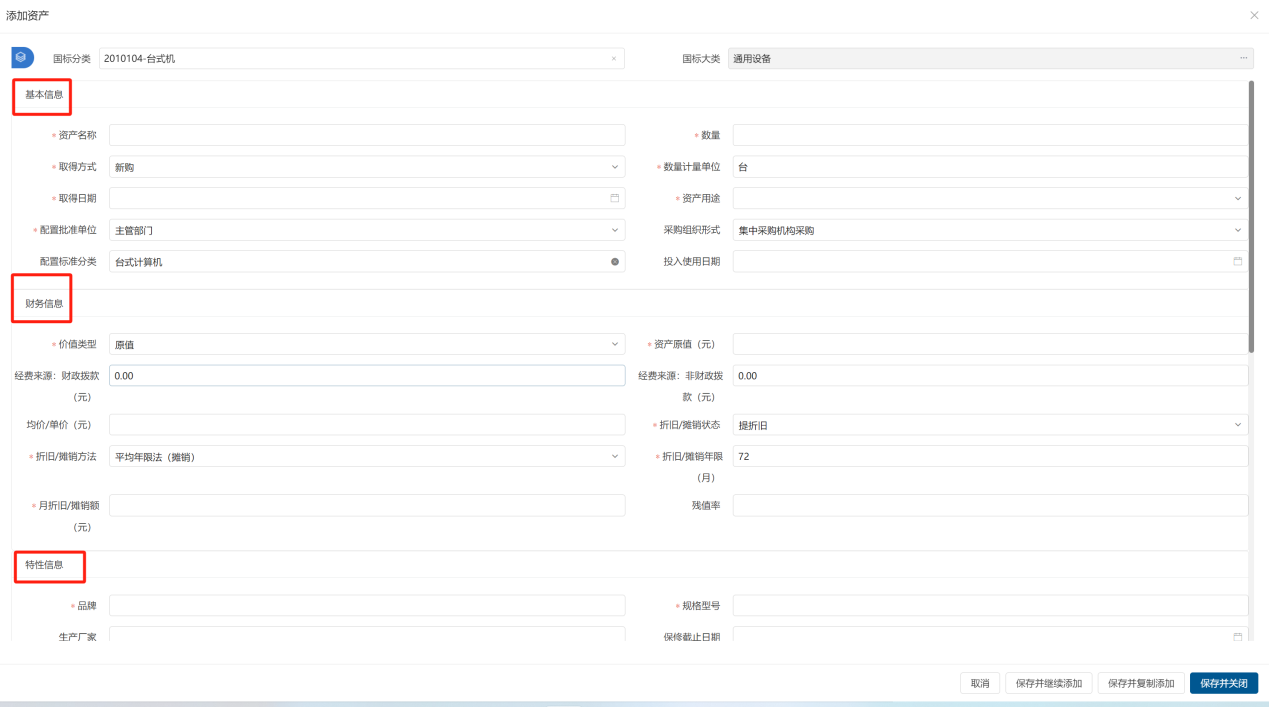 添加资产
国标分类 2010104-台式机 国标大类 通用设备
基本信息
* 资产名称 * 数量
* 取得方式 新购 * 数量计量单位 台
* 取得日期 * 资产用途
* 配置批准单位 主管部门 采购组织形式 集中采购机构采购
配置标准分类 台式计算机 投入使用日期
财务信息
* 价值类型 原值 * 资产原值（元）
经费来源：财政拨款 0.00 经费来源：非财政拨 0.00
（元） 款（元）
均价/单价（元） * 折旧/摊销状态 提折旧
* 折旧/摊销方法 平均年限法（摊销） * 折旧/摊销年限 72
（月）
* 月折旧/摊销额 残值率
（元）
特性信息
* 品牌 * 规格型号
生产厂家 保修截止日期
取消 保存并继续添加 保存并复制添加 保存并关闭